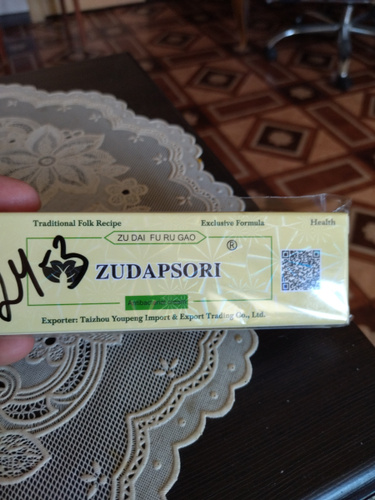 Traditional Folk Recipe Exclusive Formula Health
ZU DAI FU RU GAO
®
ZUDAPSORI
Exporter: Taizhou Youpeng Import & Export Trading Co., Ltd.